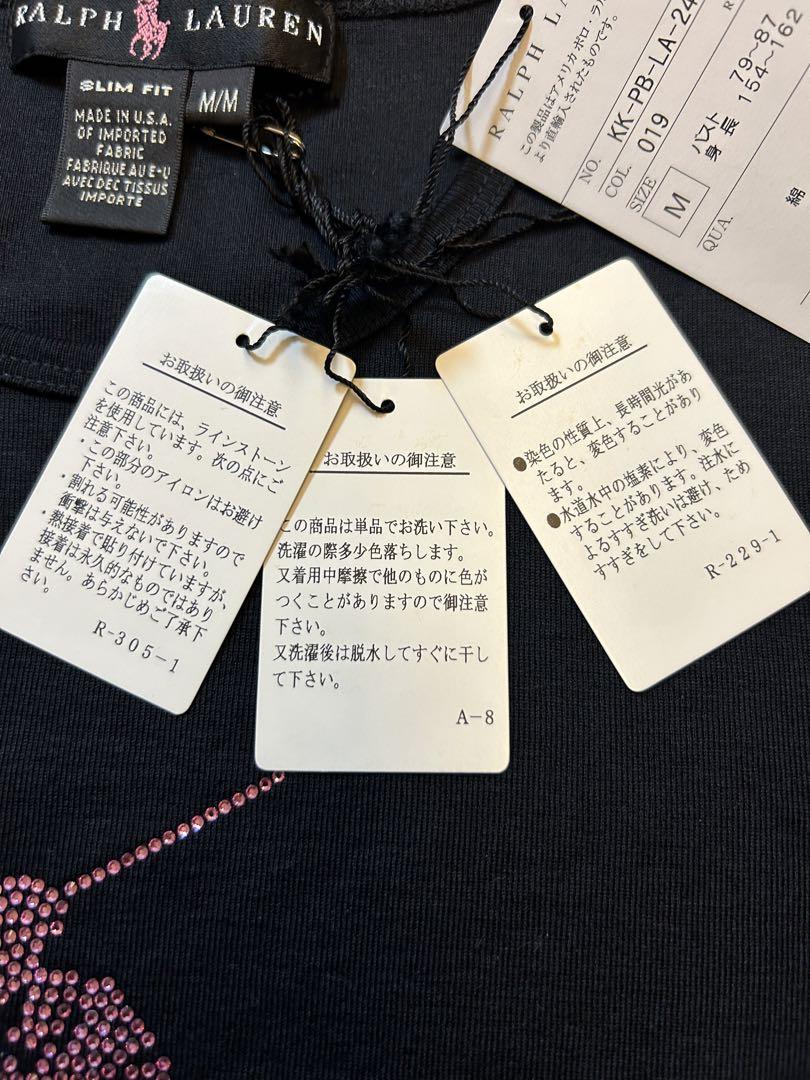 RALPH LAUREN
SLIM FIT
M/M
MADE IN U.S.A.
OF IMPORTED
FABRIC
FABRIQUE AU E-U
AVEC DEC TISSUS
IMPORTE
RALPH
この製品はアメリカ ポロ・ラ
より直輸入されたものです。
NO. KK-PB-LA-24
COL. 019
SIZE
M
バスト 79~87
身長 154~162
QUA.
綿
お取扱いの御注意
この商品には、ラインストーン
を使用しています。次の点にご
注意下さい。
・この部分のアイロンはお避け
下さい。
・割れる可能性がありますので
衝撃は与えないで下さい。
・熱接着で貼り付けていますが、
接着は永久的なものではあり
ません。あらかじめご了承下
さい。
R-305-1
お取扱いの御注意
この商品は単品でお洗い下さい。
洗濯の際多少色落ちします。
又着用中摩擦で他のものに色が
つくことがありますので御注意
下さい。
又洗濯後は脱水してすぐに干し
て下さい。
A-8
お取扱いの御注意
●染色の性質上、長時間光があ
たると、変色することがあり
ます。
●水道水中の塩素により、変色
することがあります。注水に
よるすすぎ洗いは避け、ため
すすぎをして下さい。
R-229-1